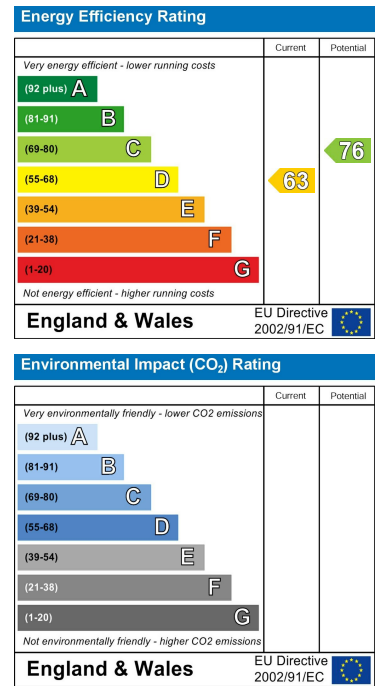 Energy Efficiency Rating
Current Potential
Very energy efficient - lower running costs
(92 plus) A
(81-91) B
(69-80) C
(55-68) D
(39-54) E
(21-38) F
(1-20) G
63
76
Not energy efficient - higher running costs
England & Wales
EU Directive
2002/91/EC
Environmental Impact (CO₂) Rating
Current Potential
Very environmentally friendly - lower CO2 emissions
(92 plus) A
(81-91) B
(69-80) C
(55-68) D
(39-54) E
(21-38) F
(1-20) G
Not environmentally friendly - higher CO2 emissions
England & Wales
EU Directive
2002/91/EC